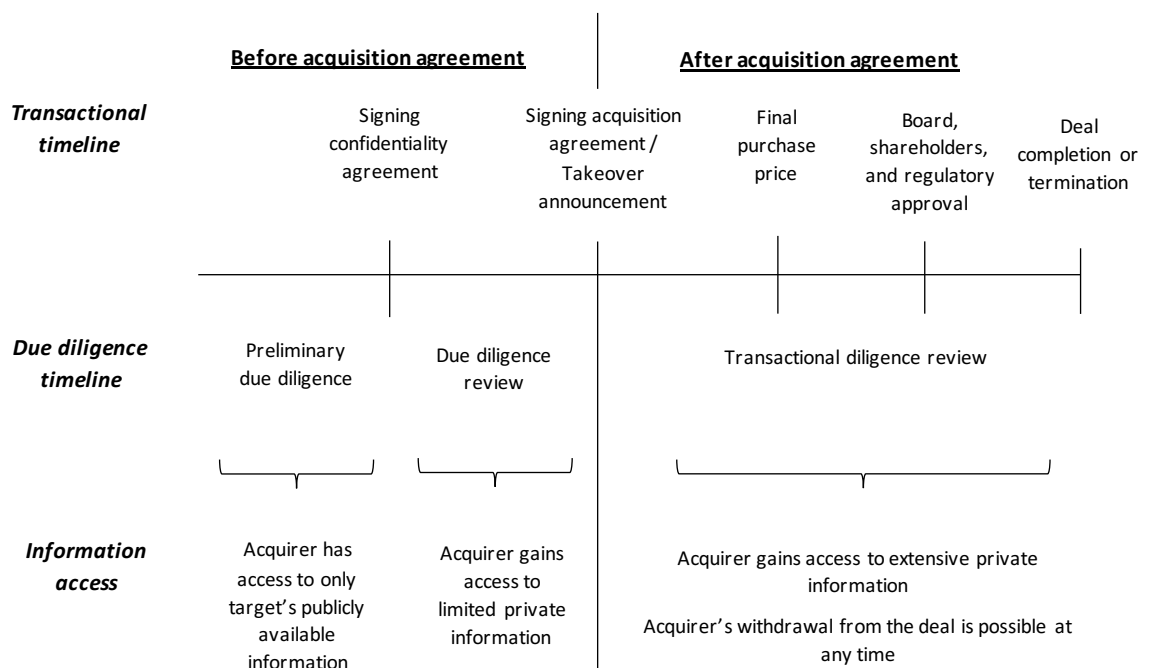 Before acquisition agreement
After acquisition agreement
Transactional
timeline
Signing
confidentiality
agreement
Signing acquisition
agreement /
Takeover
announcement
Final
purchase
price
Board,
shareholders,
and regulatory
approval
Deal
completion or
termination
Due diligence
timeline
Preliminary
due diligence
Due diligence
review
Transactional diligence review
Information
access
Acquirer has
access to only
target's publicly
available
information
Acquirer gains
access to
limited private
information
Acquirer gains access to extensive private
information
Acquirer's withdrawal from the deal is possible at
any time